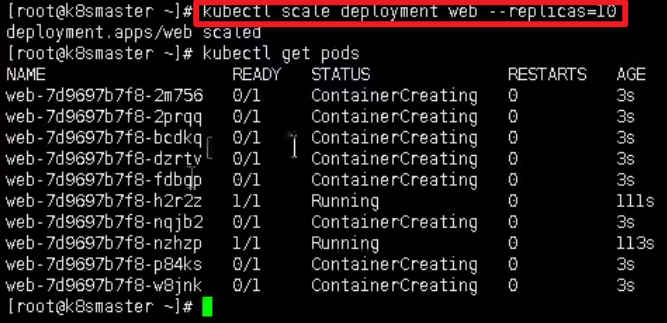 [root@k8smaster ~]# kubectl scale deployment web --replicas=10
deployment.apps/web scaled
[root@k8smaster ~]# kubectl get pods
NAME READY STATUS RESTARTS AGE
web-7d9697b7f8-2m756 0/1 ContainerCreating 0 3s
web-7d9697b7f8-2prqq 0/1 ContainerCreating 0 3s
web-7d9697b7f8-bcdkq 0/1 ContainerCreating 0 3s
web-7d9697b7f8-dzrtv 0/1 ContainerCreating 0 3s
web-7d9697b7f8-fdbqp 0/1 ContainerCreating 0 3s
web-7d9697b7f8-h2r2z 1/1 Running 0 111s
web-7d9697b7f8-nqjb2 0/1 ContainerCreating 0 3s
web-7d9697b7f8-nzhzp 1/1 Running 0 113s
web-7d9697b7f8-p84ks 0/1 ContainerCreating 0 3s
web-7d9697b7f8-w8jnk 0/1 ContainerCreating 0 3s
[root@k8smaster ~]#